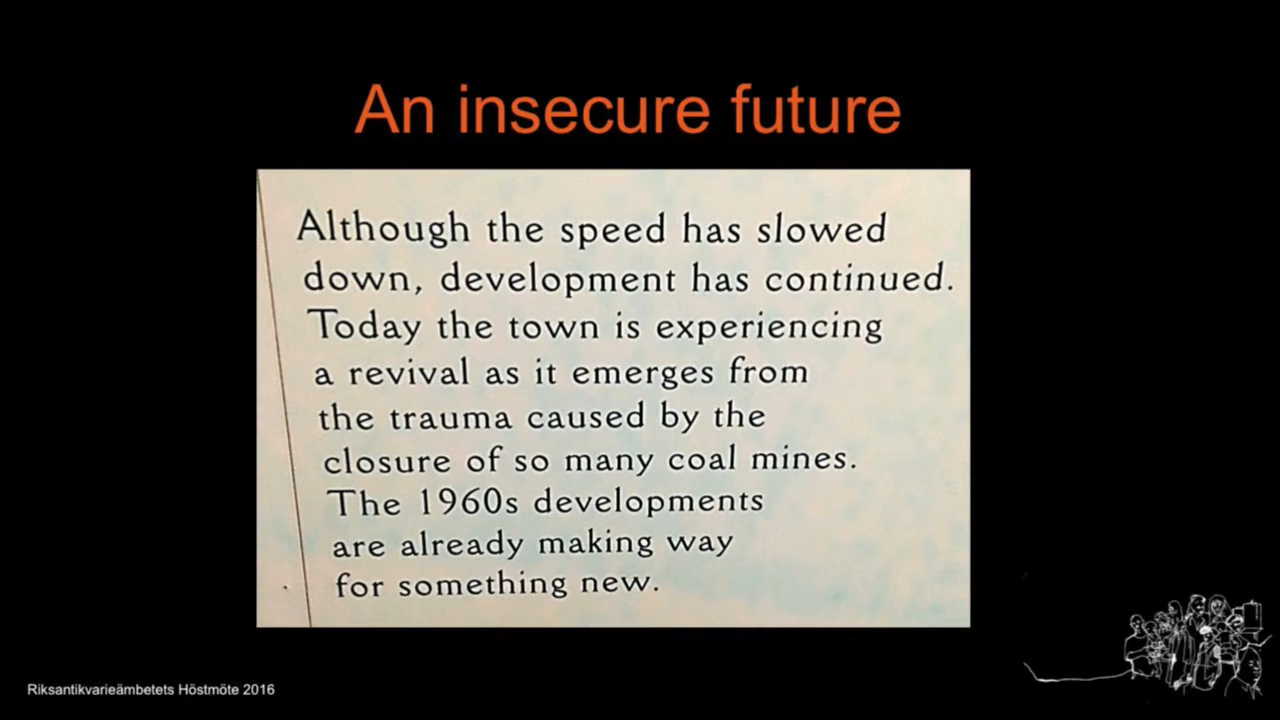 An insecure future
Although the speed has slowed
down, development has continued.
Today the town is experiencing
a revival as it emerges from
the trauma caused by the
closure of so many coal mines.
The 1960s developments
are already making way
for something new.
Riksantikvarieämbetets Höstmöte 2016